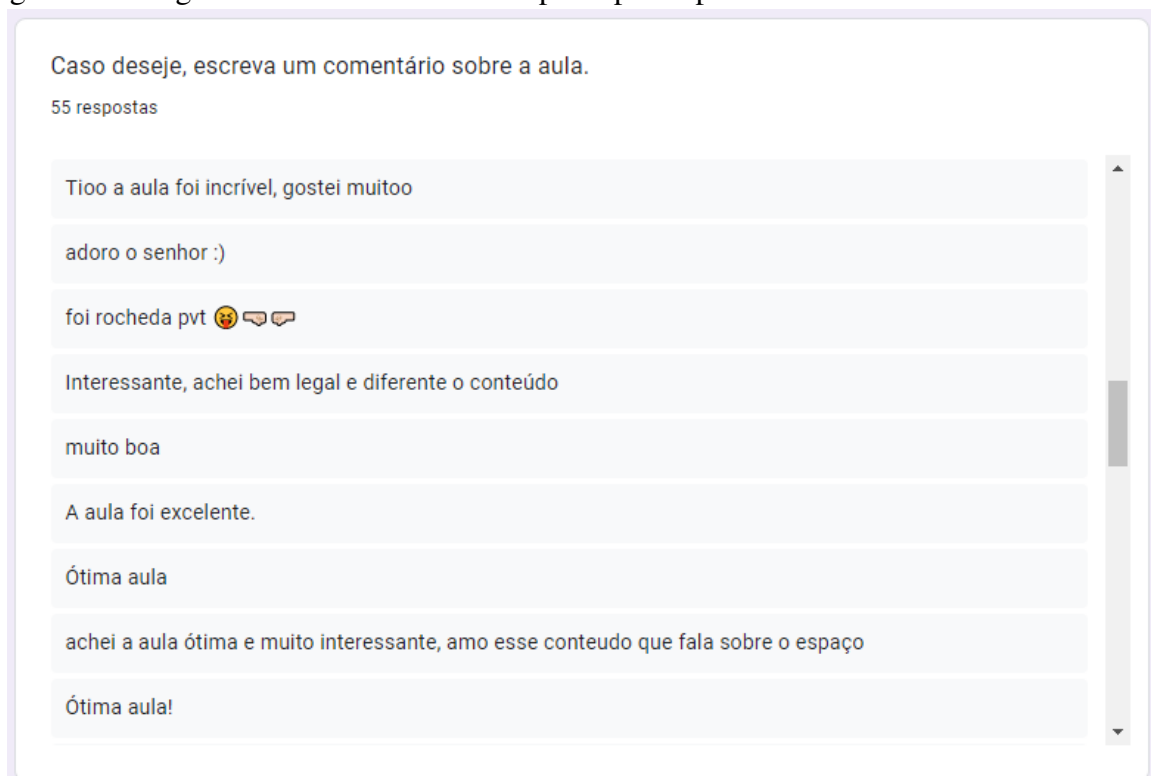 Caso deseje, escreva um comentário sobre a aula.
55 respostas
Tioo a aula foi incrível, gostei muitoo
adoro o senhor :)
foi rocheda pvt 😝🤜🏻🤛🏻
Interessante, achei bem legal e diferente o conteúdo
muito boa
A aula foi excelente.
Ótima aula
achei a aula ótima e muito interessante, amo esse conteudo que fala sobre o espaço
Ótima aula!